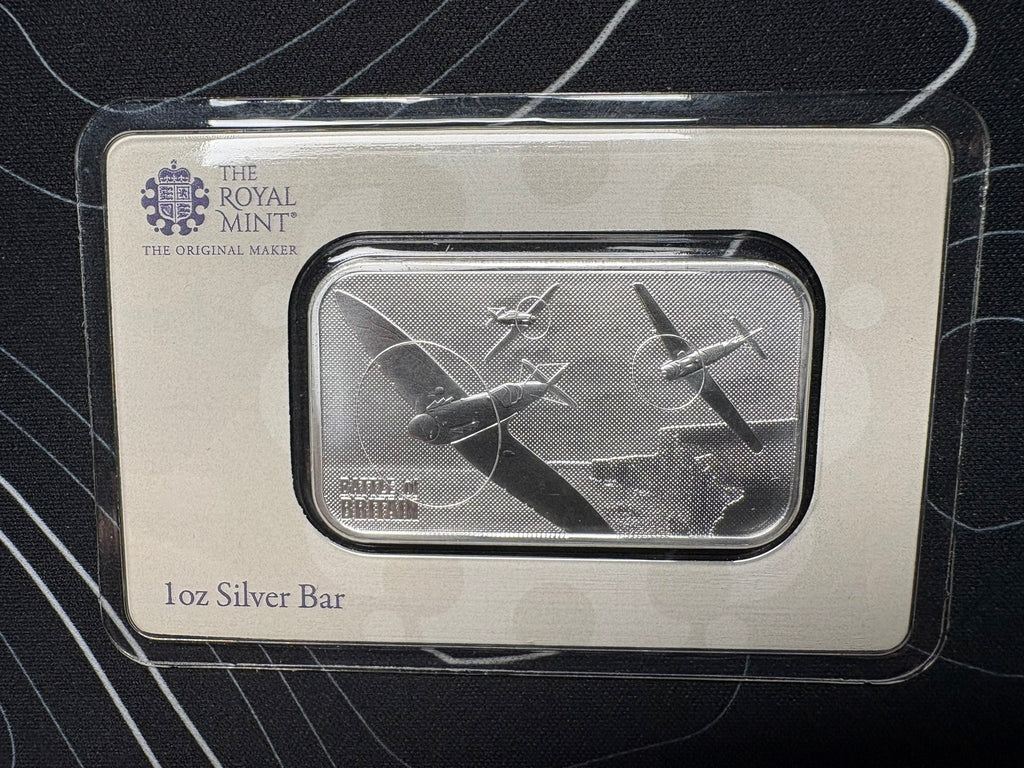 THE
ROYAL
MINT®
THE ORIGINAL MAKER
BATTLE OF
BRITAIN
1oz Silver Bar